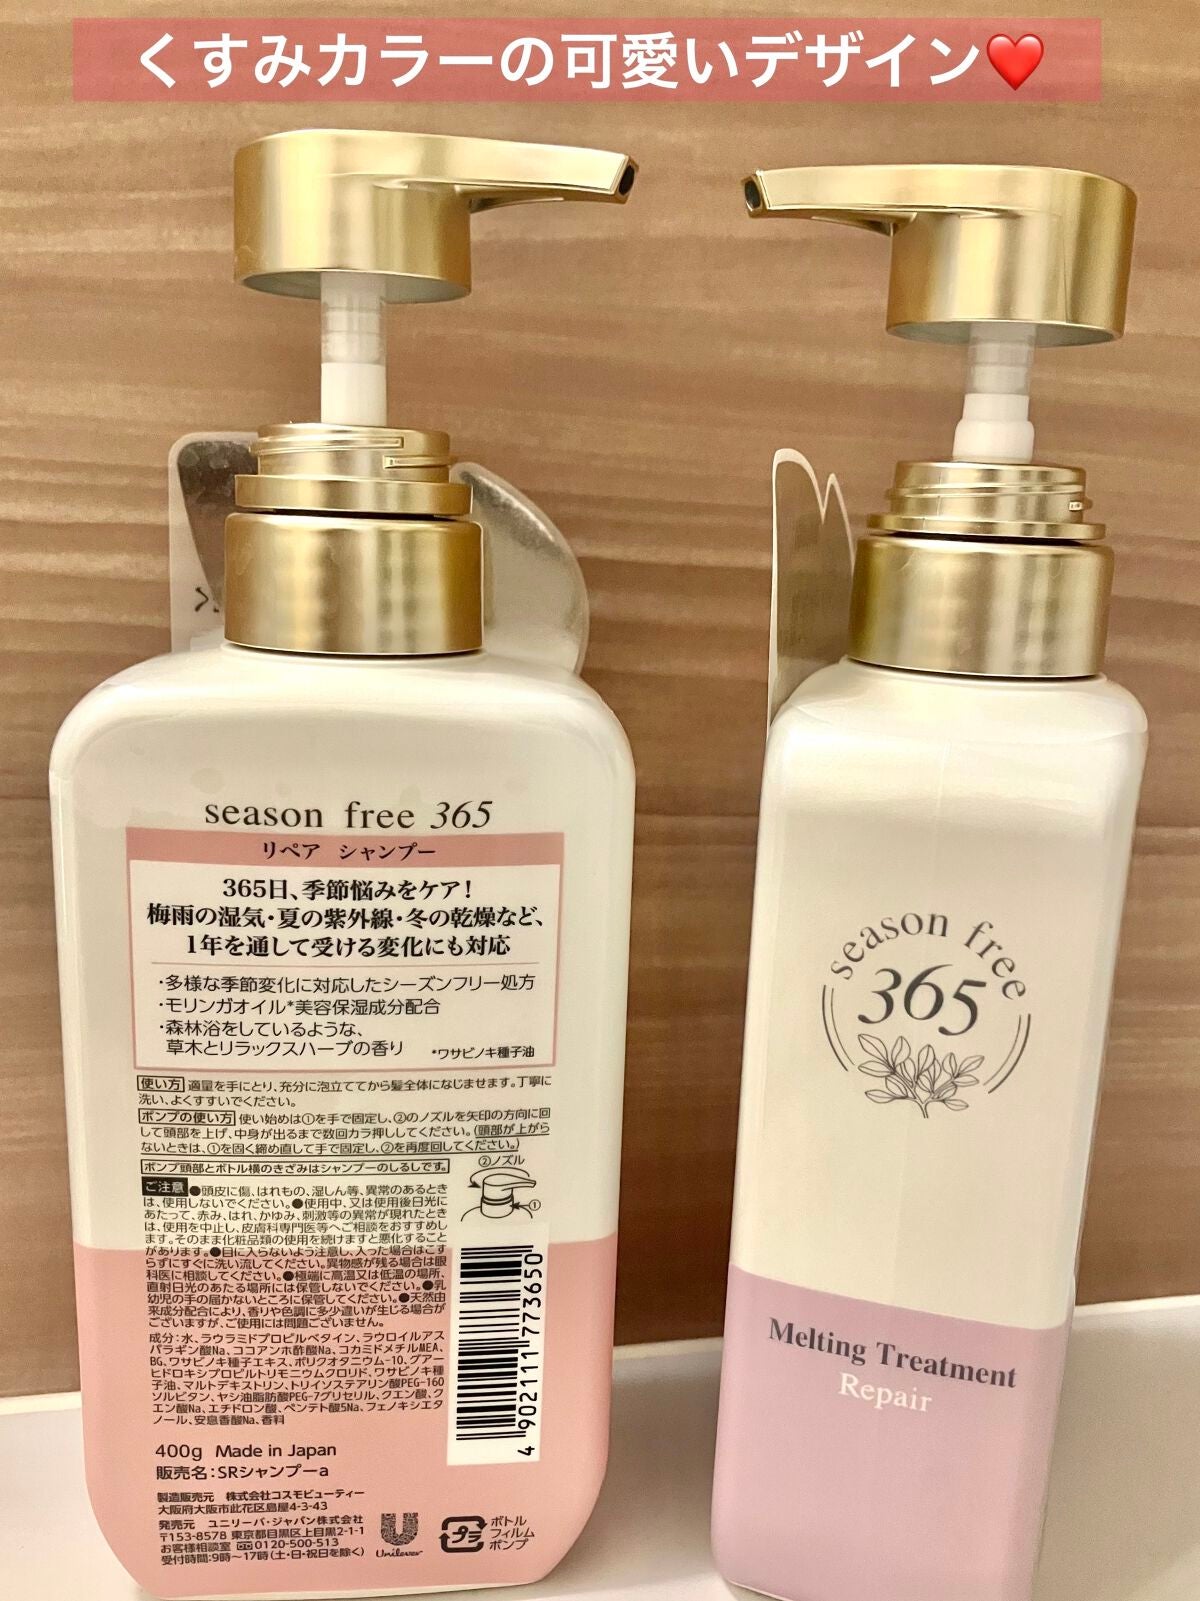 くすみカラーの可愛いデザイン❤️
season free 365
リペア シャンプー
365日、季節悩みをケア!
梅雨の湿気・夏の紫外線・冬の乾燥など、
1年を通して受ける変化にも対応
・多様な季節変化に対応したシーズンフリー処方
・モリンガオイル*美容保湿成分配合
・森林浴をしているような、
草木とリラックスハーブの香り *ワサビノキ種子油
使い方 適量を手にとり、充分に泡立ててから髪全体になじませます。丁寧に
洗い、よくすすいでください。
ポンプの使い方 使い始めは①を手で固定し、②のノズルを矢印の方向に回
して頭部を上げ、中身が出るまで数回カラ押ししてください。(頭部が上がら
ないときは、①を固く締め直して手で固定し、②を再度回してください。)
ポンプ頭部とボトル横のきざみはシャンプーのしるしです。
②ノズル
①
ご注意 ●頭皮に傷、はれもの、湿しん等、異常のあるとき
は、使用しないでください。●使用中、又は使用後日光に
あたって、赤み、はれ、かゆみ、刺激等の異常が現れたとき
は、使用を中止し、皮膚科専門医等へご相談をおすすめし
ます。そのまま化粧品類の使用を続けますと悪化すること
があります。●目に入らないよう注意し、入った場合はこす
らずにすぐに洗い流してください。異物感が残る場合は眼
科医に相談してください。●極端に高温又は低温の場所、
直射日光のあたる場所には保管しないでください。●乳
幼児の手の届かないところに保管してください。●天然由
来成分配合により、香りや色調に多少違いが生じる場合が
ございますが、ご使用には問題ございません。
成分:水、ラウラミドプロピルベタイン、ラウロイルアス
パラギン酸Na、ココアンホ酢酸Na、コカミドメチルMEA、
BG、ワサビノキ種子エキス、ポリクオタニウム-10、グアー
ヒドロキシプロピルトリモニウムクロリド、ワサビノキ種
子油、マルトデキストリン、トリイソステアリン酸PEG-160
ソルビタン、ヤシ油脂肪酸PEG-7グリセリル、クエン酸、ク
エン酸Na、エチドロン酸、ペンテト酸5Na、フェノキシエタ
ノール、安息香酸Na、香料
4 902111 773650
400g Made in Japan
販売名:SRシャンプーa
製造販売元 株式会社コスモビューティー
大阪府大阪市此花区島屋4-3-43
発売元 ユニリーバ・ジャパン株式会社
〒153-8578 東京都目黒区上目黒2-1-1
お客様相談室 0120-500-513
受付時間:9時〜17時(土・日・祝日を除く)
Unilever
プラ
ボトル
フィルム
ポンプ
season free
365
Melting Treatment
Repair